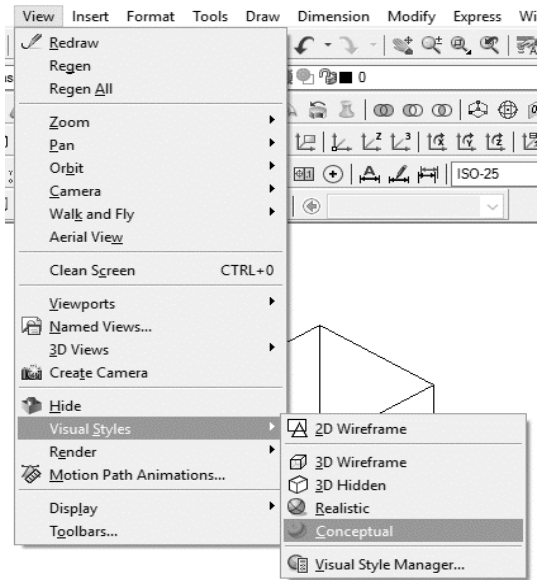 View Insert Format Tools Draw Dimension Modify Express Wi
Redraw
Regen
Regen All
0
Zoom
Pan
Orbit
Camera
ISO-25
Walk and Fly
Aerial View
Clean Screen CTRL+0
Viewports
Named Views...
3D Views
Create Camera
Hide
Visual Styles
2D Wireframe
Render
Motion Path Animations...
3D Wireframe
3D Hidden
Display
Realistic
Toolbars...
Conceptual
Visual Style Manager...